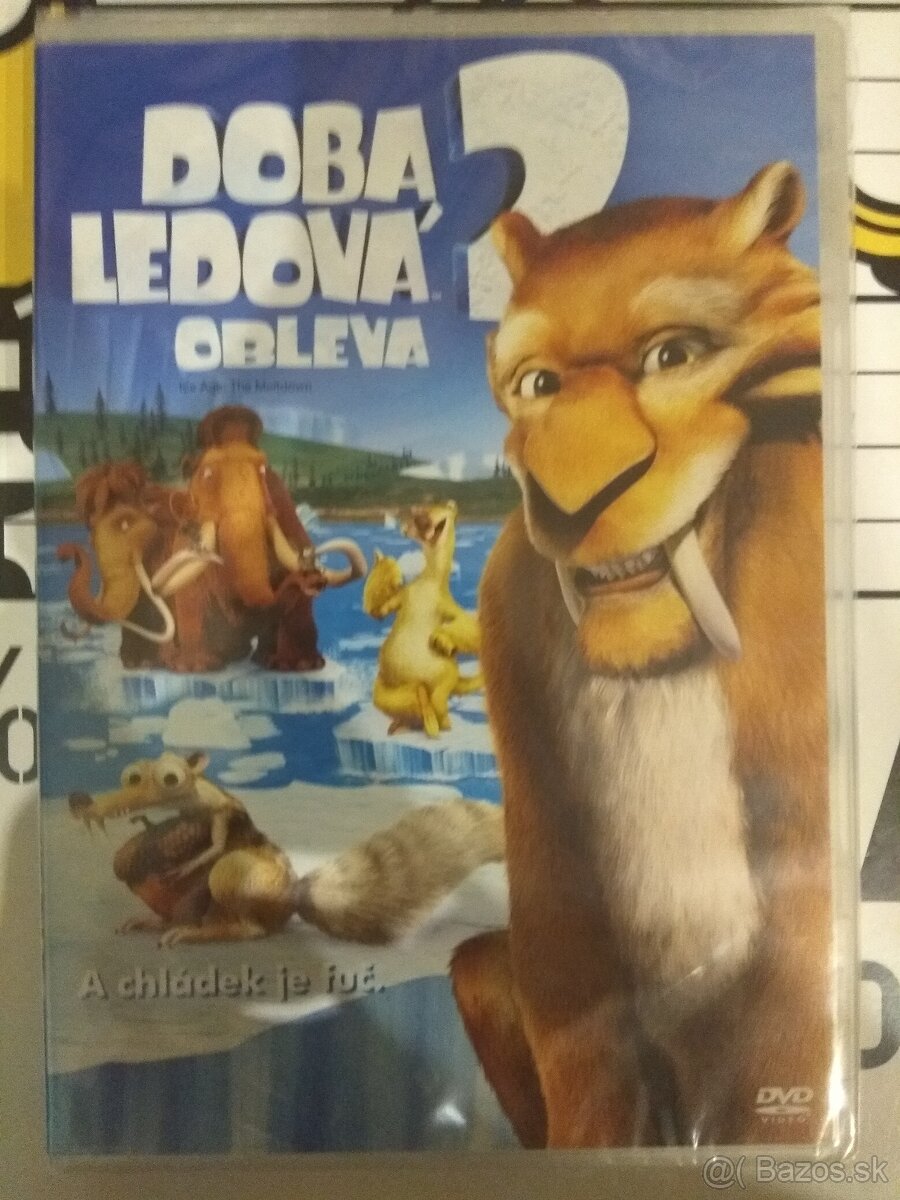 DOBA
LEDOVÁ 2
OBLEVA
Ice Age: The Meltdown
A chládek je fuč.
DVD
VIDEO
@( Bazos.sk